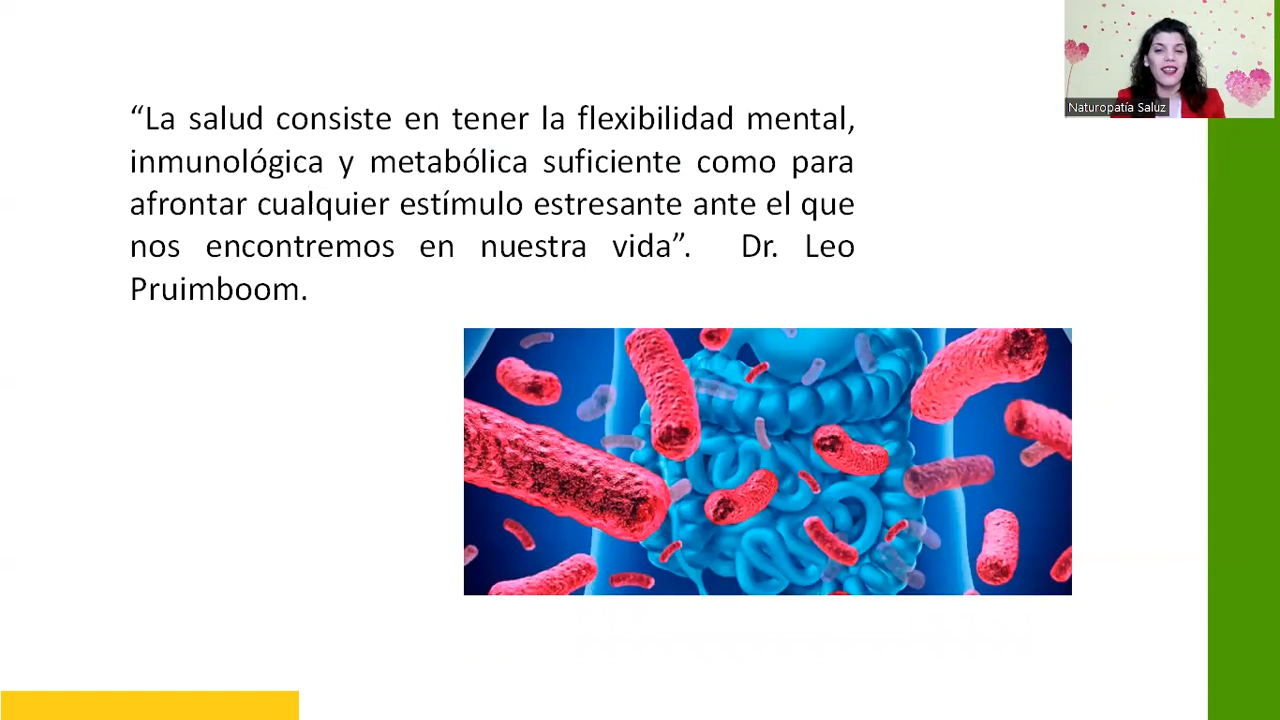 “La salud consiste en tener la flexibilidad mental,
inmunológica y metabólica suficiente como para
afrontar cualquier estímulo estresante ante el que
nos encontremos en nuestra vida”. Dr. Leo
Pruimboom.
Naturopatía Saluz